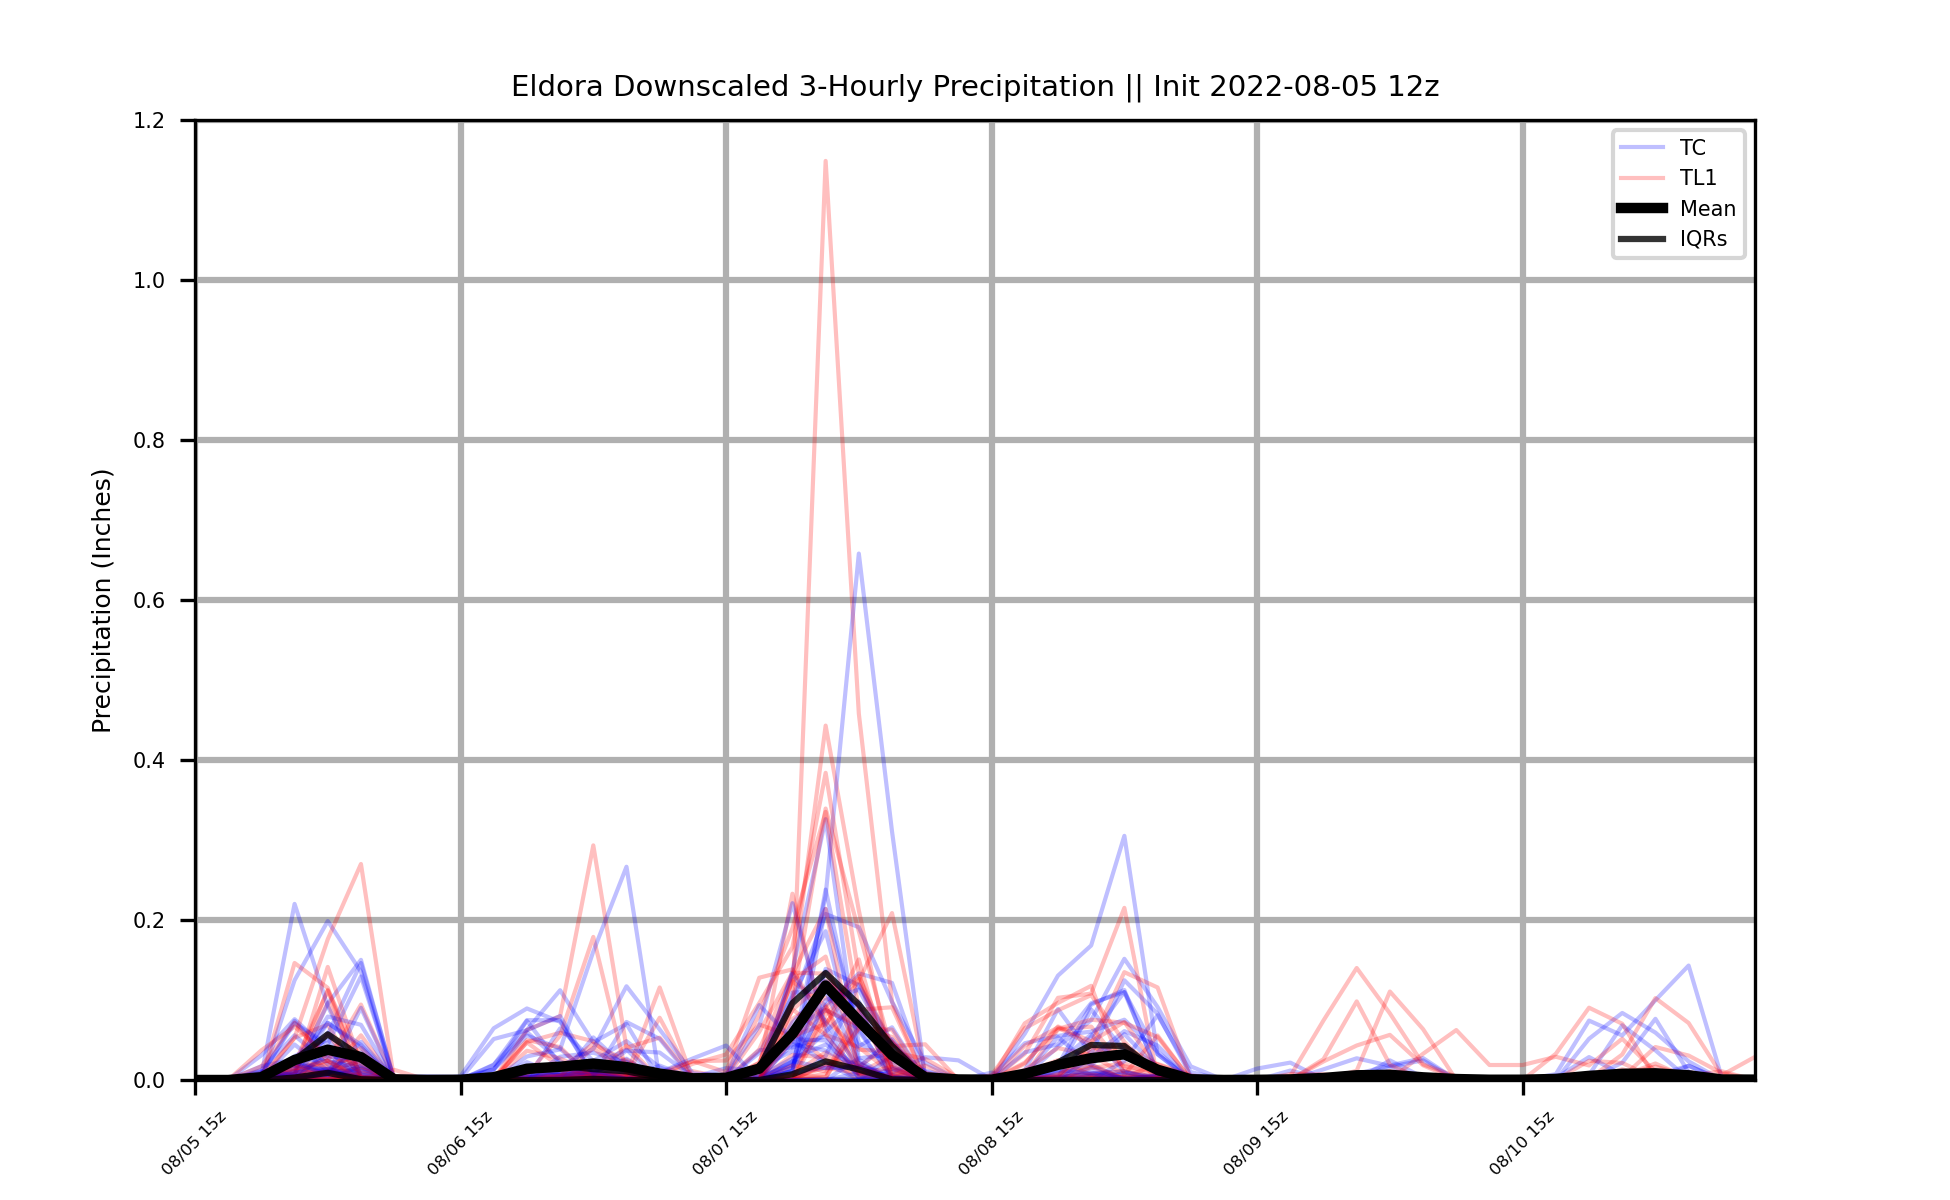 Eldora Downscaled 3-Hourly Precipitation || Init 2022-08-05 12z
1.2
1.0
0.8
0.6
0.4
0.2
0.0
Precipitation (Inches)
TC
TL1
Mean
IQRs
08/05 15z
08/06 15z
08/07 15z
08/08 15z
08/09 15z
08/10 15z